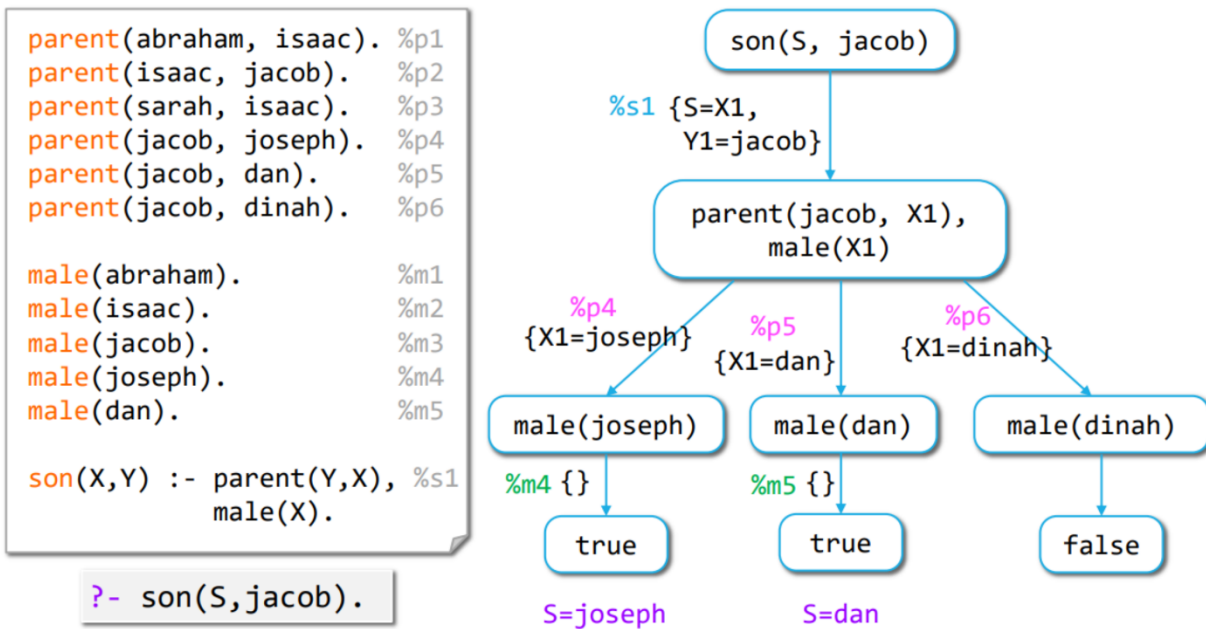 parent(abraham, isaac). %p1
parent(isaac, jacob). %p2
parent(sarah, isaac). %p3
parent(jacob, joseph). %p4
parent(jacob, dan). %p5
parent(jacob, dinah). %p6
male(abraham). %m1
male(isaac). %m2
male(jacob). %m3
male(joseph). %m4
male(dan). %m5
son(X,Y) :- parent(Y,X), %s1
male(X).
?- son(S,jacob).
son(S, jacob)
%s1 {S=X1,
Y1=jacob}
parent(jacob, X1),
male(X1)
%p4
{X1=joseph}
%p5
{X1=dan}
%p6
{X1=dinah}
male(joseph)
male(dan)
male(dinah)
%m4 {}
%m5 {}
true
true
false
S=joseph
S=dan